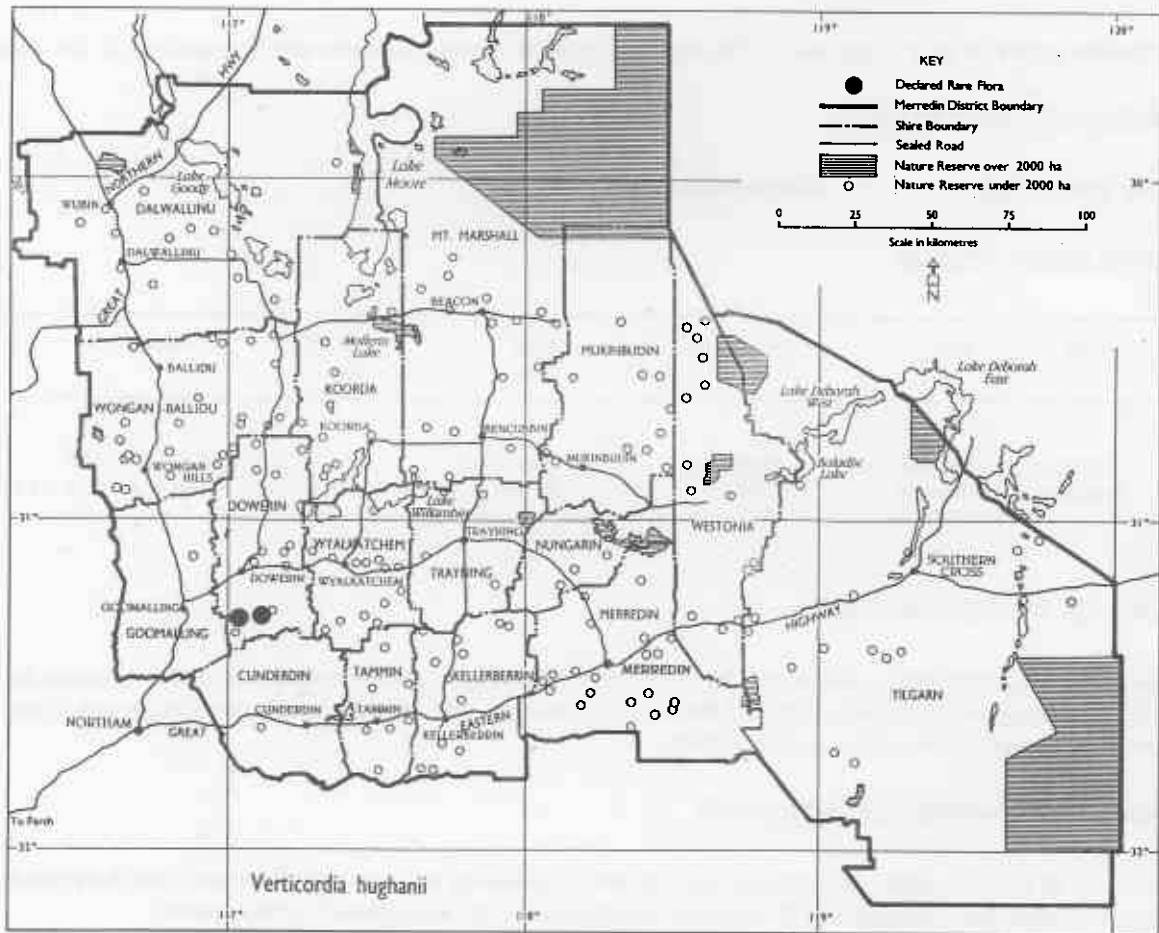 117°
118°
119°
120°
KEY
Declared Rare Flora
Merredin District Boundary
Shire Boundary
Sealed Road
Nature Reserve over 2000 ha
Nature Reserve under 2000 ha
0 25 50 75 100
Scale in kilometres
HWY
NORTHERN
GREAT
Lake Goody
Lake Moore
30°
WUBIN
DALWALLINU
MT. MARSHALL
DALWALLINU
BEACON
Mollerin Lake
MUKINBUDIN
BALLIDU
KOORDA
Lake Deborah West
Lake Deborah East
WONGAN-BALLIDU
KOORDA
BENCUBBIN
MUKINBUDIN
Baladjie Lake
WONGAN HILLS
DOWERIN
Lake Wallambin
WESTONIA
31°
31°
WYALKATCHEM
TRAYNING
NUNGARIN
SOUTHERN CROSS
DOWERIN
WYALKATCHEM
TRAYNING
GOOMALLING
GOOMALLING
MERREDIN
HIGHWAY
CUNDERDIN
TAMMIN
KELLERBERRIN
MERREDIN
YILGARN
NORTHAM
GREAT
CUNDERDIN
TAMMIN
EASTERN
KELLERBERRIN
To Perth
31°
32°
Verticordia hughanii
117°
118°
119°